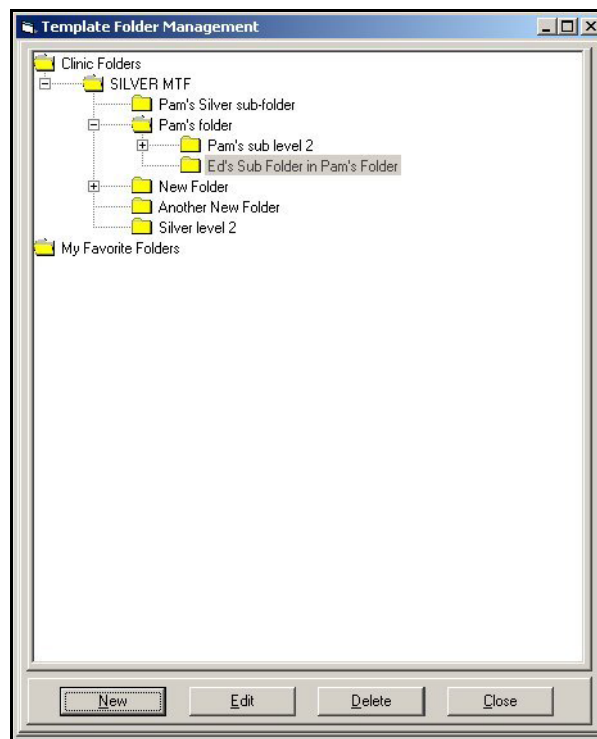 Template Folder Management
Clinic Folders
SILVER MTF
Pam's Silver sub-folder
Pam's folder
Pam's sub level 2
Ed's Sub Folder in Pam's Folder
New Folder
Another New Folder
Silver level 2
My Favorite Folders
New Edit Delete Close